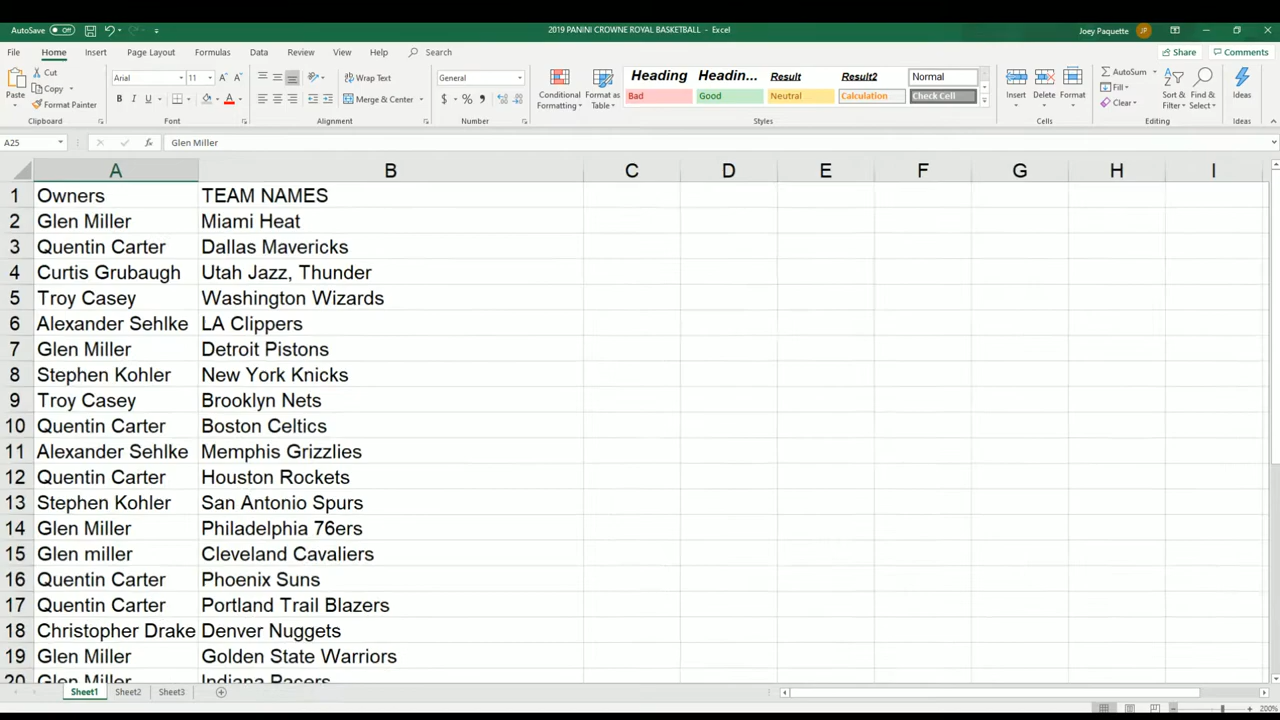 AutoSave Off 2019 PANINI CROWNE ROYAL BASKETBALL - Excel Joey Paquette JP
File Home Insert Page Layout Formulas Data Review View Help Search Share Comments
Paste Cut Copy Format Painter Clipboard
Arial 11 B I U A Font
Wrap Text Merge & Center Alignment
General $ % , Number
Conditional Formatting Format as Table Heading Headin... Result Result2 Normal
Bad Good Neutral Calculation Check Cell Styles
Insert Delete Format Cells
AutoSum Fill Clear Sort & Filter Find & Select Editing
Ideas Ideas
A25 fx Glen Miller
A B C D E F G H I
1 Owners TEAM NAMES
2 Glen Miller Miami Heat
3 Quentin Carter Dallas Mavericks
4 Curtis Grubaugh Utah Jazz, Thunder
5 Troy Casey Washington Wizards
6 Alexander Sehlke LA Clippers
7 Glen Miller Detroit Pistons
8 Stephen Kohler New York Knicks
9 Troy Casey Brooklyn Nets
10 Quentin Carter Boston Celtics
11 Alexander Sehlke Memphis Grizzlies
12 Quentin Carter Houston Rockets
13 Stephen Kohler San Antonio Spurs
14 Glen Miller Philadelphia 76ers
15 Glen miller Cleveland Cavaliers
16 Quentin Carter Phoenix Suns
17 Quentin Carter Portland Trail Blazers
18 Christopher Drake Denver Nuggets
19 Glen Miller Golden State Warriors
20 Glen Miller Indiana Pacers
Sheet1 Sheet2 Sheet3
200%